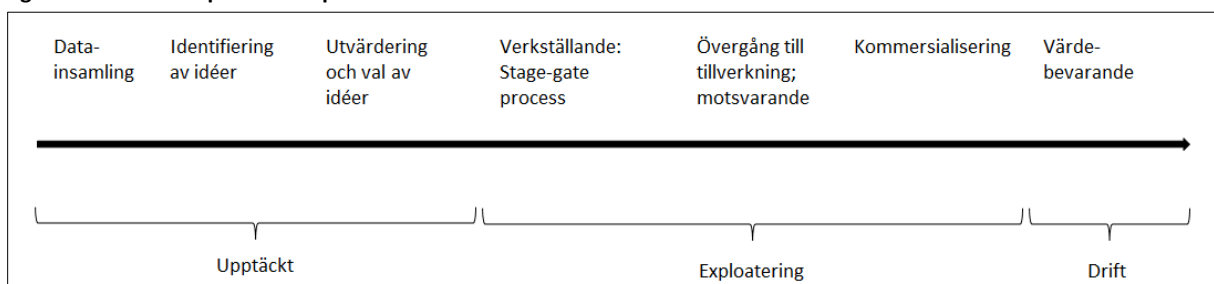 Data-
insamling
Identifiering
av idéer
Utvärdering
och val av
idéer
Verkställande:
Stage-gate
process
Övergång till
tillverkning;
motsvarande
Kommersialisering
Värde-
bevarande
Upptäckt
Exploatering
Drift